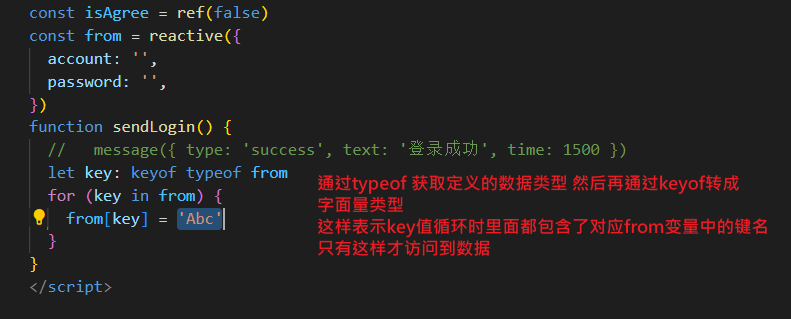 const isAgree = ref(false)
const from = reactive({
account: '',
password: '',
})
function sendLogin() {
//   message({ type: 'success', text: '登录成功', time: 1500 })
let key: keyof typeof from
for (key in from) {
from[key] = 'Abc'
}
}
</script>
通过typeof 获取定义的数据类型 然后再通过keyof转成
字面量类型
这样表示key值循环时里面都包含了对应from变量中的键名
只有这样才访问到数据